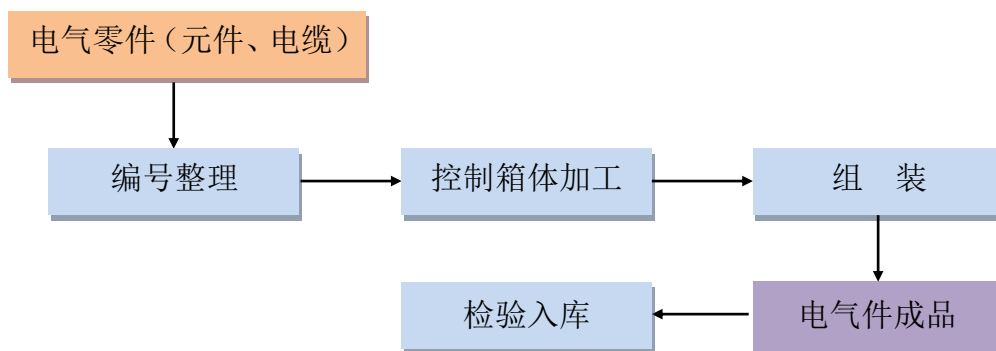 电气零件（元件、电缆）
编号整理
控制箱体加工
组 装
电气件成品
检验入库